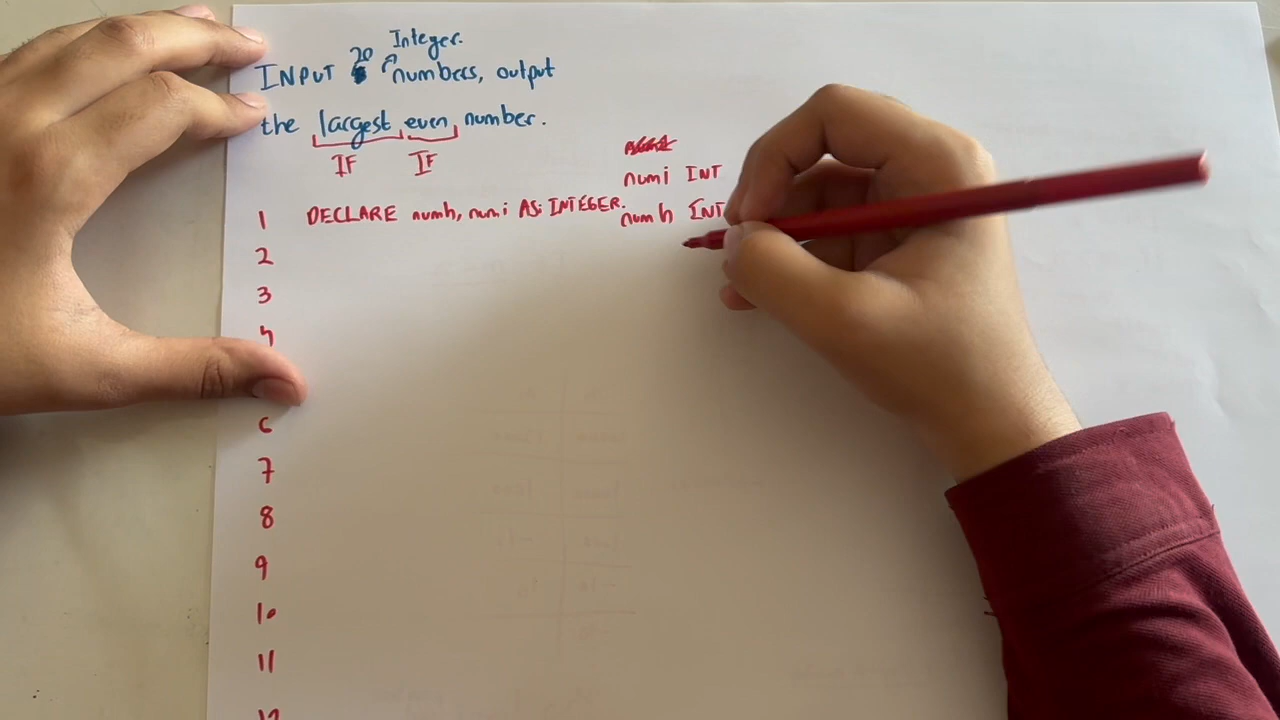 Integer.
INPUT 20 numbers, output
the largest even number.
IF IF
numi INT
1 DECLARE numh, numi AS: INTEGER.
numh INT
2
3
4
6
7
8
9
10
11
12